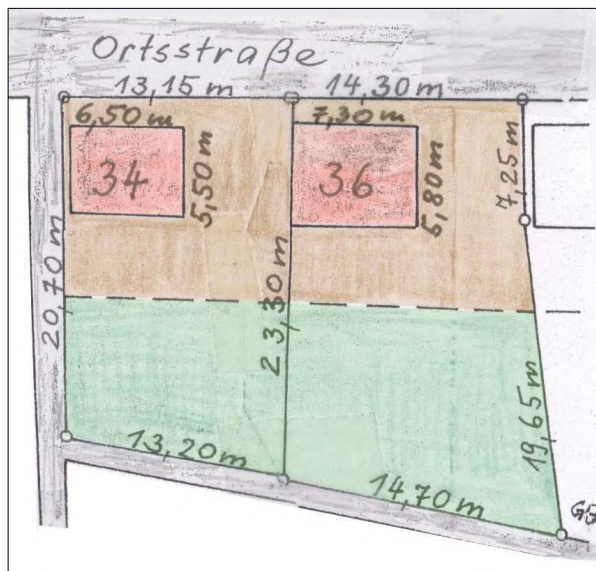 Ortsstraße
13,15 m 14,30 m
6,50 m 7,30 m
34 5,50 m 36 5,80 m 7,25 m
20,70 m 23,30 m
19,65 m
13,20 m
14,70 m